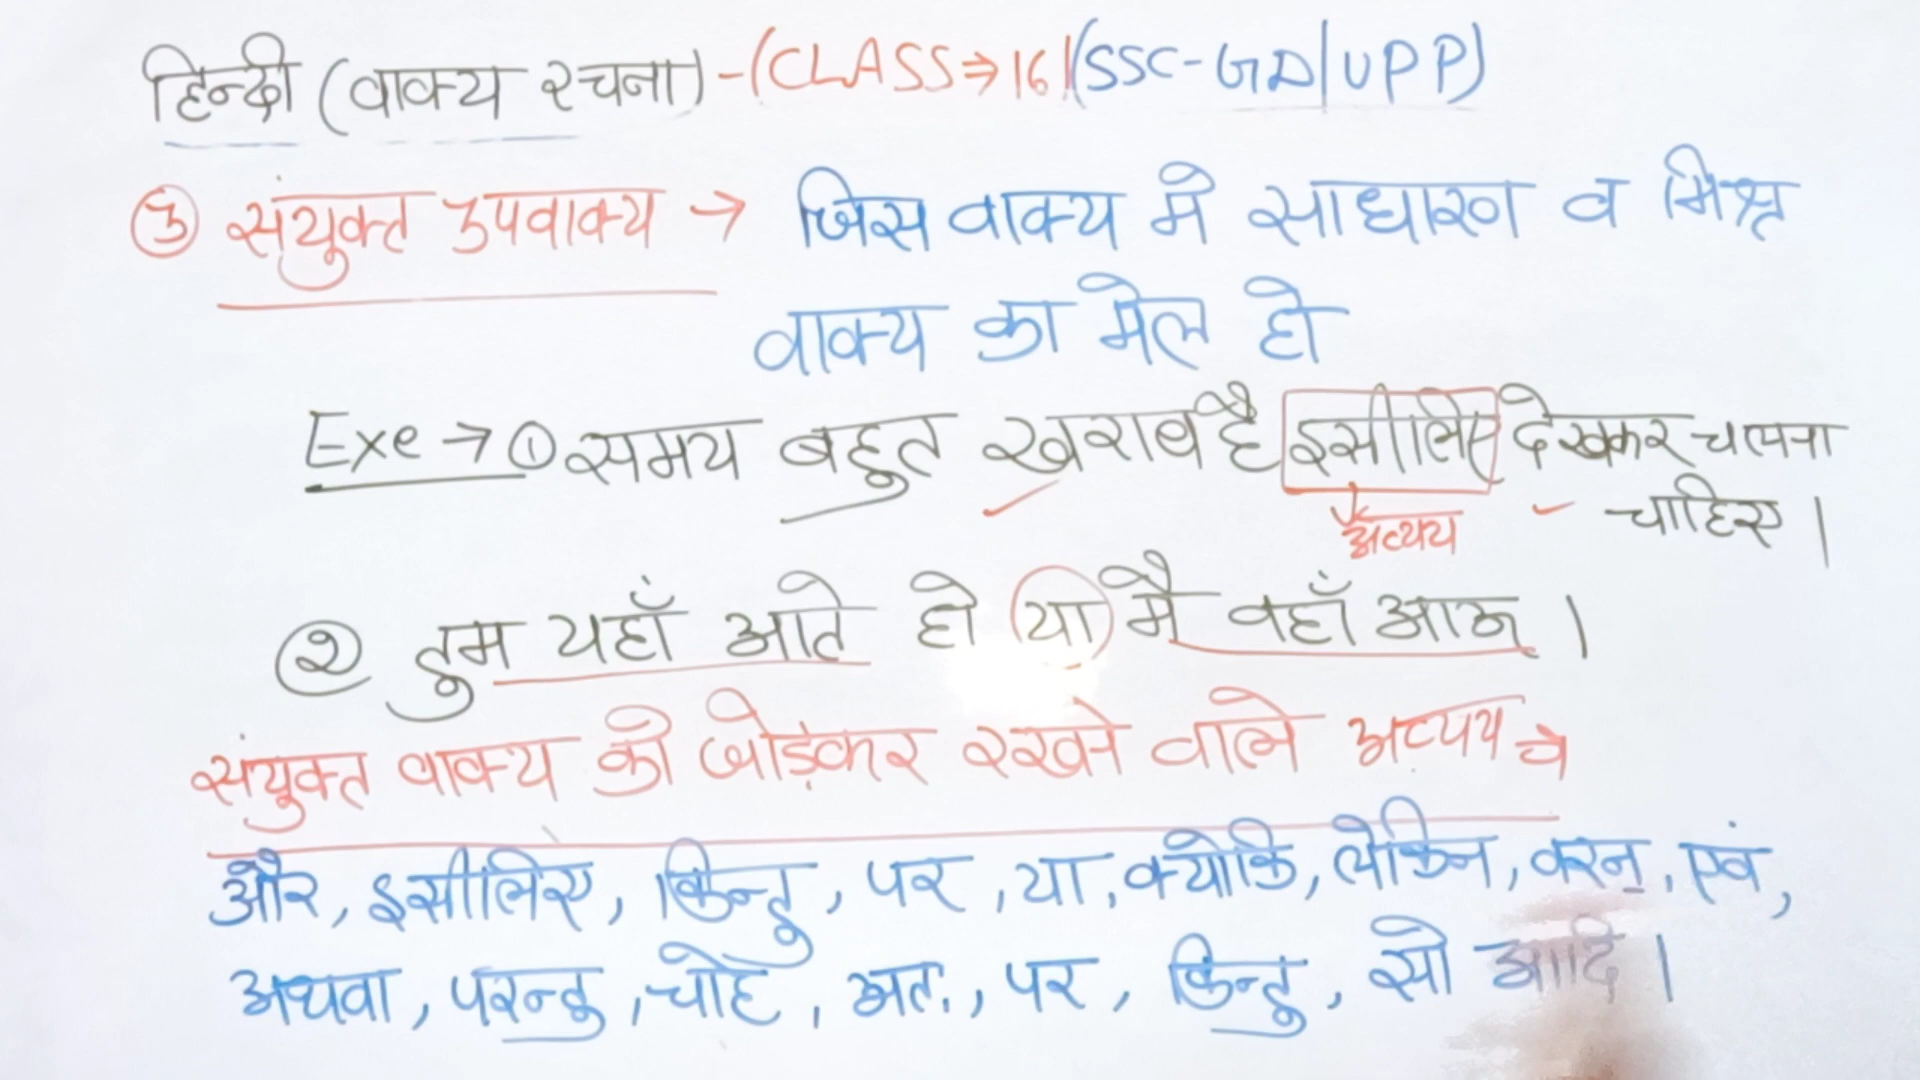 हिन्दी (वाक्य रचना) - (CLASS ⇒ 16 | (SSC-GD | UPP)
③ संयुक्त उपवाक्य → जिस वाक्य मे साधारण व मिश्र
वाक्य का मेल हो
Exe → ① समय बहुत खराब है इसीलिए देखकर चलना
अव्यय
चाहिए।
② तुम यहाँ आते हो या मै वहाँ आऊ।
संयुक्त वाक्य को जोड़कर रखने वाले अव्यय
और, इसीलिए, किन्तु, पर, या, क्योकि, लेकिन, वरन्, एवं,
अथवा, परन्तु, चाहे, अत:, पर, किन्तु, सो आदि।